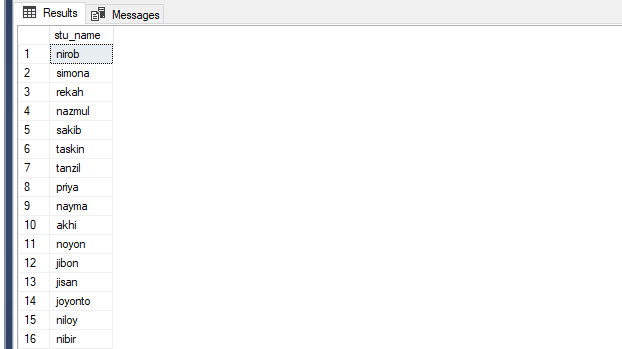 Results Messages
stu_name
1 nirob
2 simona
3 rekah
4 nazmul
5 sakib
6 taskin
7 tanzil
8 priya
9 nayma
10 akhi
11 noyon
12 jibon
13 jisan
14 joyonto
15 niloy
16 nibir